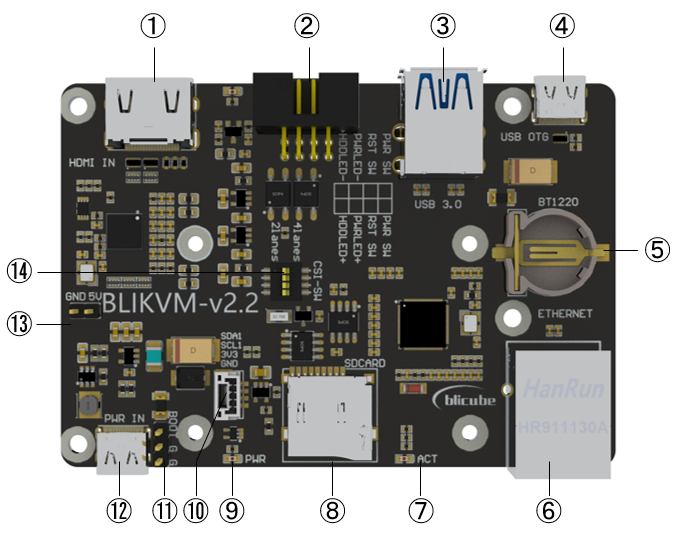 ① ② ③ ④
HDMI IN
HDDLED- PWRLED- RST SW PWR SW
USB 3.0
USB OTG
D
BT1220
HDDLED+ PWRLED+ RST SW PWR SW
2lanes 4lanes
⑤
⑭
CSI-SW
GND 5V
BLIKVM-v2.2
⑬
ETHERNET
D
SDA1
SCL1
3V3
GND
SDCARD
HanRun
blicube
HR911130A
PWR IN
BOOT G G
PWR
ACT
⑫ ⑪ ⑩ ⑨ ⑧ ⑦ ⑥